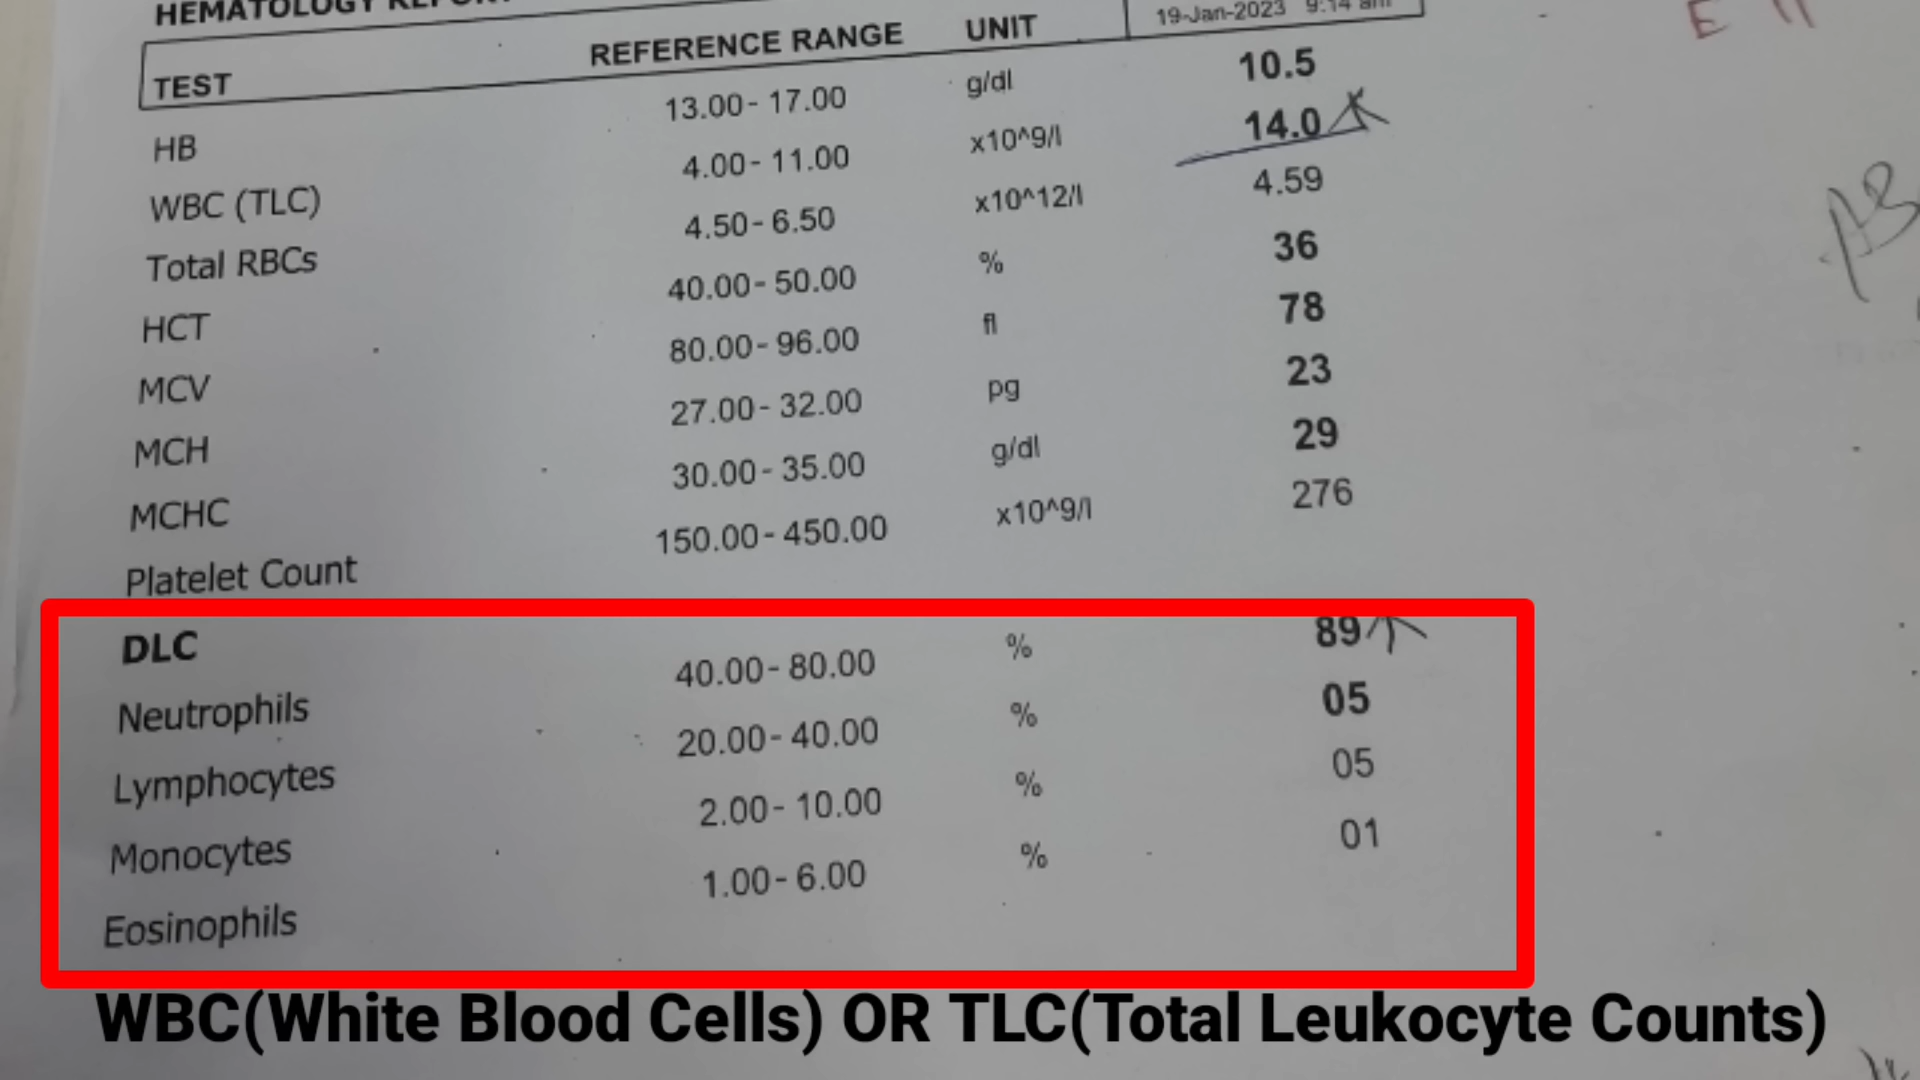 HEMATOLOGY REPORT
19-Jan-2023 9:14 am
TEST REFERENCE RANGE UNIT
HB 13.00 - 17.00 g/dl 10.5
WBC (TLC) 4.00 - 11.00 x10^9/l 14.0
Total RBCs 4.50 - 6.50 x10^12/l 4.59
HCT 40.00 - 50.00 % 36
MCV 80.00 - 96.00 fl 78
MCH 27.00 - 32.00 pg 23
MCHC 30.00 - 35.00 g/dl 29
Platelet Count 150.00 - 450.00 x10^9/l 276
DLC
Neutrophils 40.00 - 80.00 % 89
Lymphocytes 20.00 - 40.00 % 05
Monocytes 2.00 - 10.00 % 05
Eosinophils 1.00 - 6.00 % 01
WBC(White Blood Cells) OR TLC(Total Leukocyte Counts)